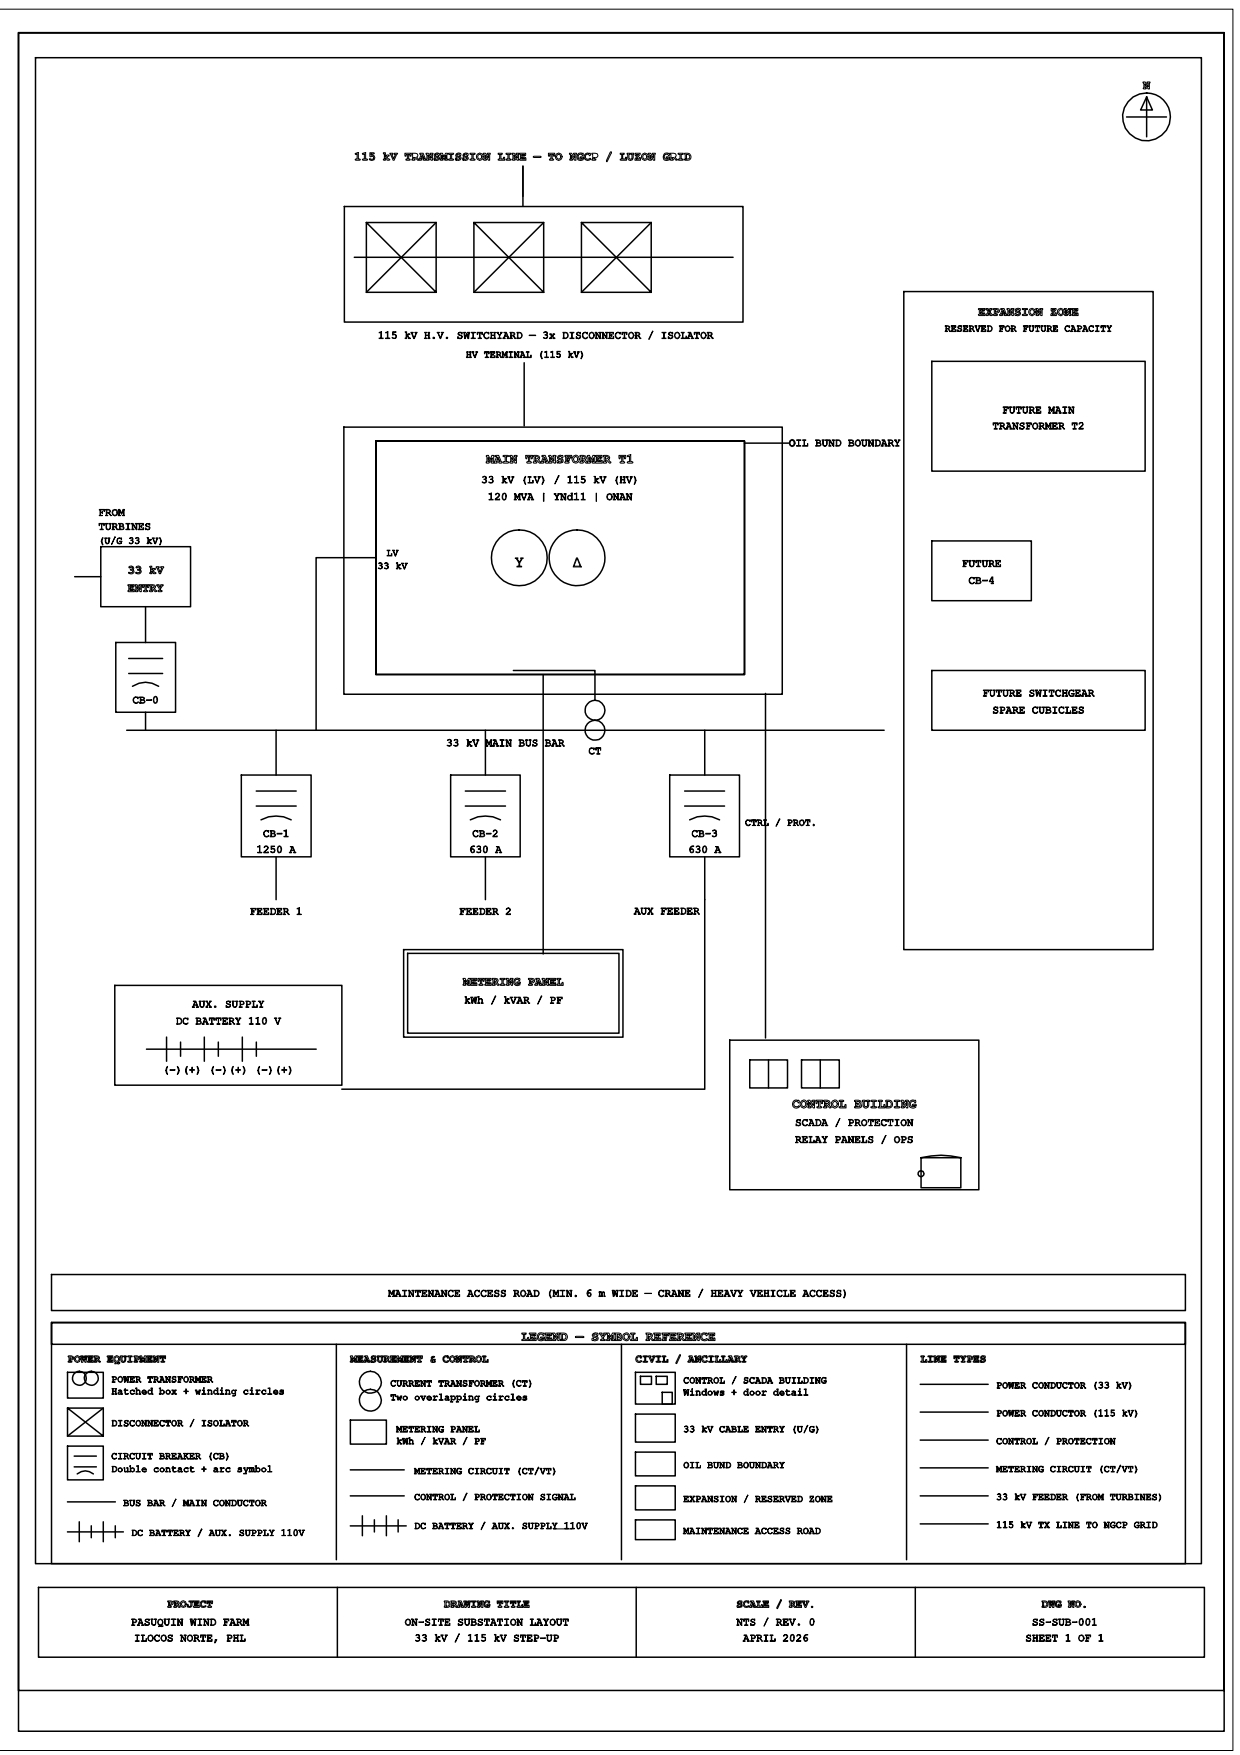 N
115 kV TRANSMISSION LINE — TO NGCP / LUZON GRID
115 kV H.V. SWITCHYARD — 3x DISCONNECTOR / ISOLATOR
HV TERMINAL (115 kV)
EXPANSION ZONE
RESERVED FOR FUTURE CAPACITY
FUTURE MAIN
TRANSFORMER T2
OIL BUND BOUNDARY
MAIN TRANSFORMER T1
33 kV (LV) / 115 kV (HV)
120 MVA | YNd11 | ONAN
FROM
TURBINES
(U/G 33 kV)
33 kV
ENTRY
LV
33 kV
Y
Δ
FUTURE
CB-4
CB-0
FUTURE SWITCHGEAR
SPARE CUBICLES
33 kV MAIN BUS BAR
CT
CB-1
1250 A
CB-2
630 A
CB-3
630 A
CTRL / PROT.
FEEDER 1
FEEDER 2
AUX FEEDER
METERING PANEL
kWh / kVAR / PF
AUX. SUPPLY
DC BATTERY 110 V
(-) (+) (-) (+) (-) (+)
CONTROL BUILDING
SCADA / PROTECTION
RELAY PANELS / OPS
MAINTENANCE ACCESS ROAD (MIN. 6 m WIDE — CRANE / HEAVY VEHICLE ACCESS)
LEGEND — SYMBOL REFERENCE
POWER EQUIPMENT
POWER TRANSFORMER
Hatched box + winding circles
DISCONNECTOR / ISOLATOR
CIRCUIT BREAKER (CB)
Double contact + arc symbol
BUS BAR / MAIN CONDUCTOR
DC BATTERY / AUX. SUPPLY 110V
MEASUREMENT & CONTROL
CURRENT TRANSFORMER (CT)
Two overlapping circles
METERING PANEL
kWh / kVAR / PF
METERING CIRCUIT (CT/VT)
CONTROL / PROTECTION SIGNAL
DC BATTERY / AUX. SUPPLY 110V
CIVIL / ANCILLARY
CONTROL / SCADA BUILDING
Windows + door detail
33 kV CABLE ENTRY (U/G)
OIL BUND BOUNDARY
EXPANSION / RESERVED ZONE
MAINTENANCE ACCESS ROAD
LINE TYPES
POWER CONDUCTOR (33 kV)
POWER CONDUCTOR (115 kV)
CONTROL / PROTECTION
METERING CIRCUIT (CT/VT)
33 kV FEEDER (FROM TURBINES)
115 kV TX LINE TO NGCP GRID
PROJECT
PASUQUIN WIND FARM
ILOCOS NORTE, PHL
DRAWING TITLE
ON-SITE SUBSTATION LAYOUT
33 kV / 115 kV STEP-UP
SCALE / REV.
NTS / REV. 0
APRIL 2026
DWG NO.
SS-SUB-001
SHEET 1 OF 1